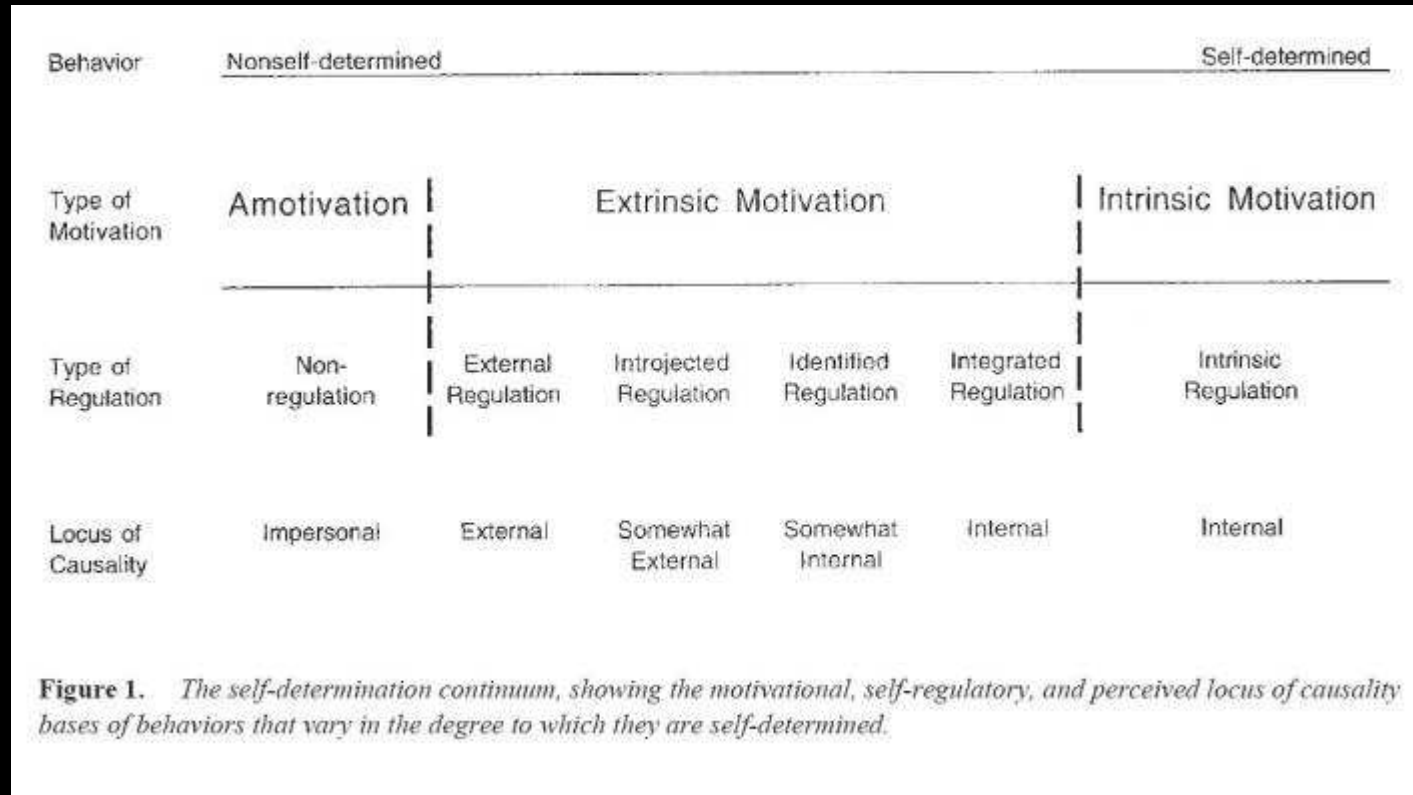 Behavior Nonself-determined Self-determined
Type of Motivation Amotivation Extrinsic Motivation Intrinsic Motivation
Type of Regulation Non-regulation External Regulation Introjected Regulation Identified Regulation Integrated Regulation Intrinsic Regulation
Locus of Causality Impersonal External Somewhat External Somewhat Internal Internal Internal
Figure 1. The self-determination continuum, showing the motivational, self-regulatory, and perceived locus of causality
bases of behaviors that vary in the degree to which they are self-determined.